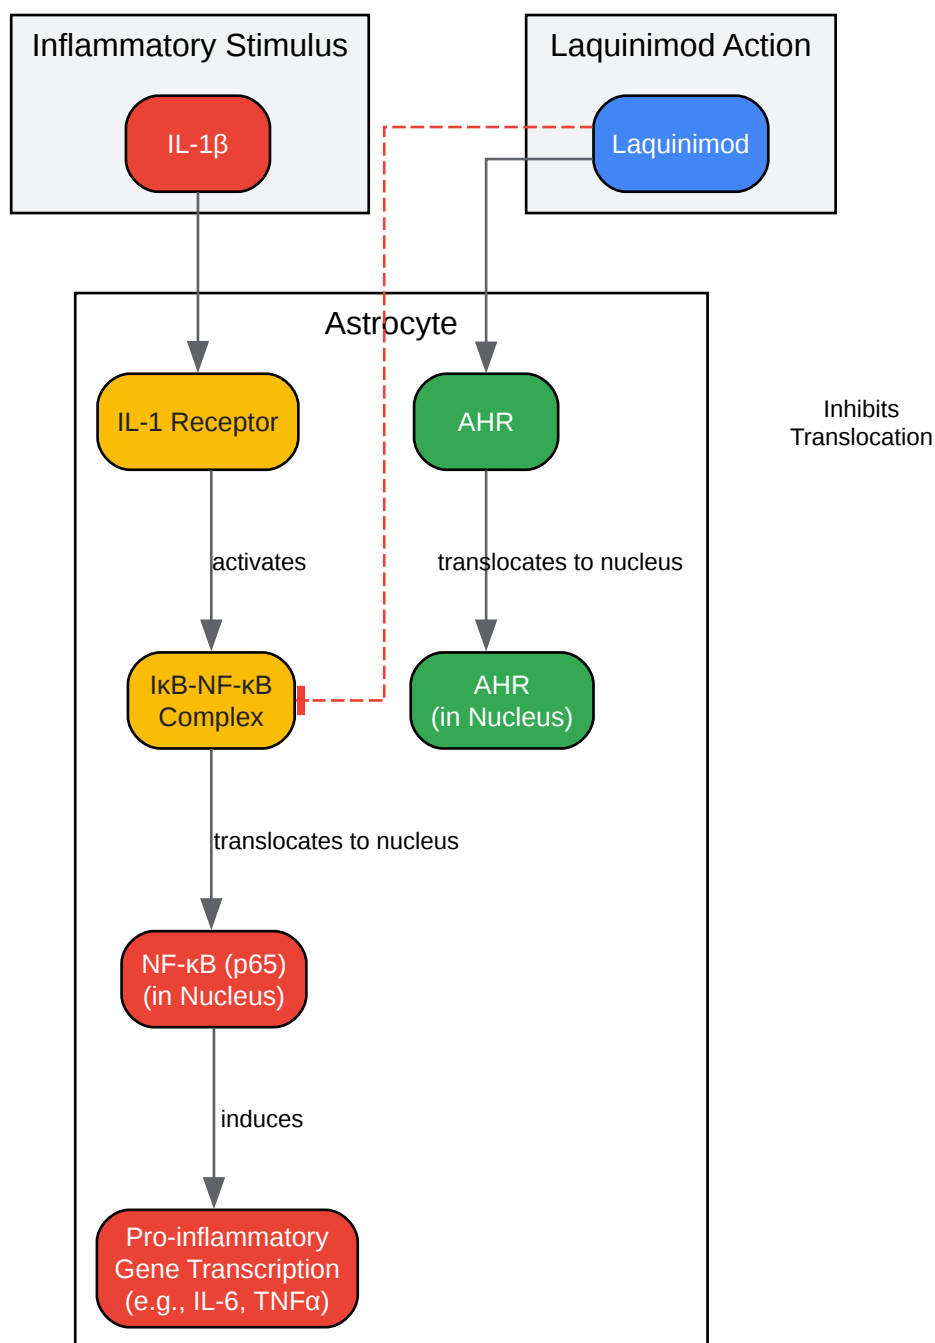 Inflammatory Stimulus
IL-1β
Laquinimod Action
Laquinimod
Astrocyte
IL-1 Receptor
AHR
Inhibits
Translocation
activates
translocates to nucleus
IκB-NF-κB
Complex
AHR
(in Nucleus)
translocates to nucleus
NF-κB (p65)
(in Nucleus)
induces
Pro-inflammatory
Gene Transcription
(e.g., IL-6, TNFα)